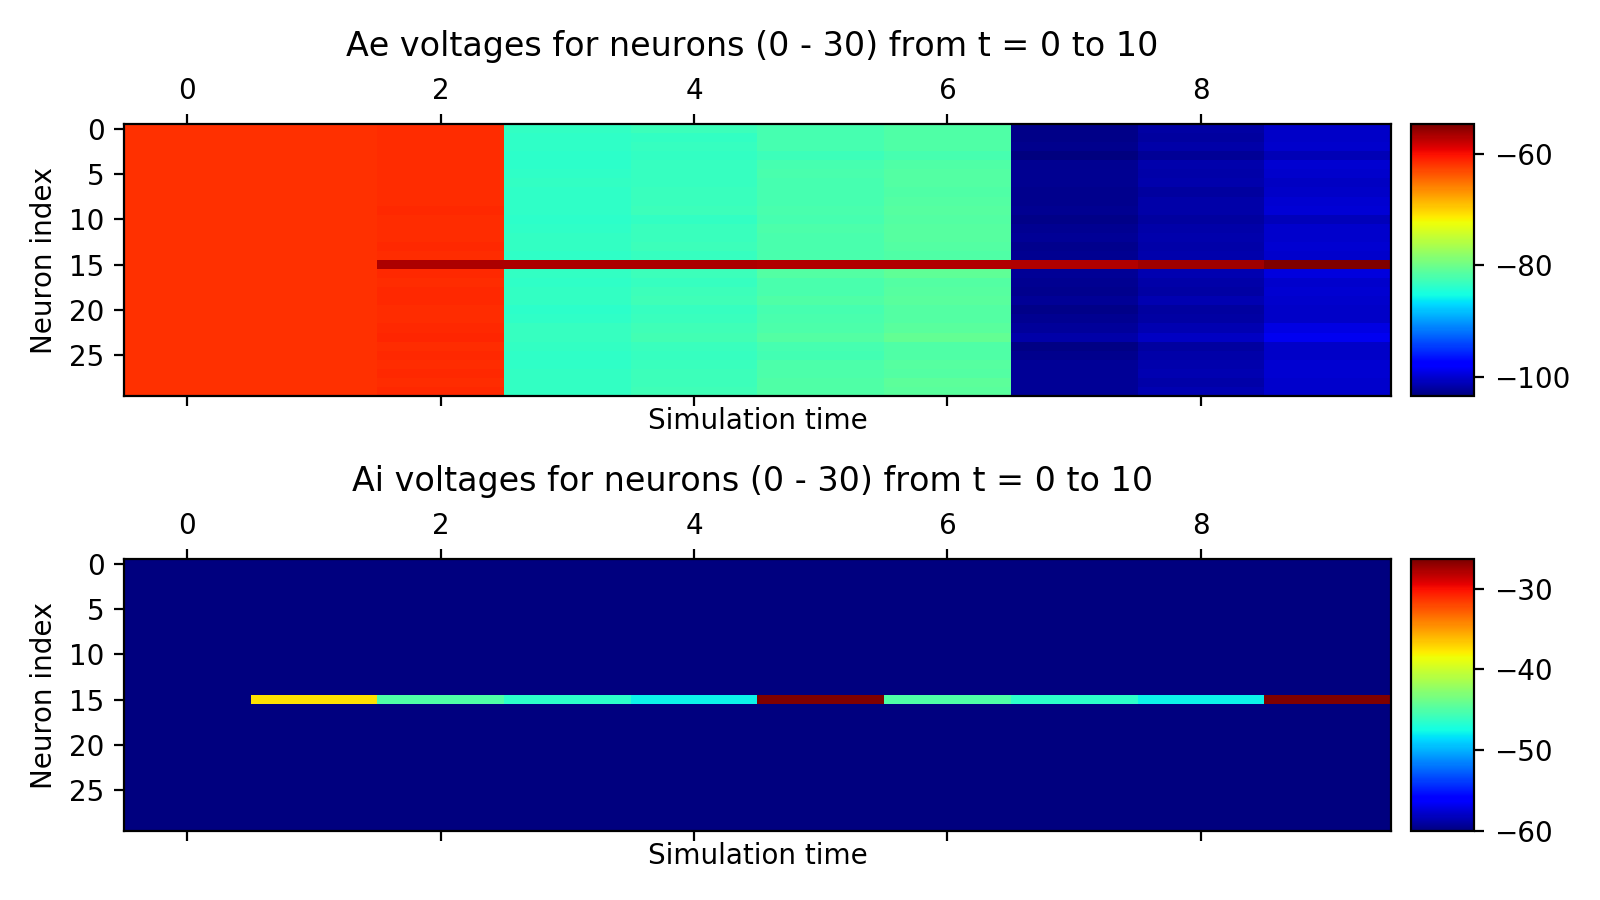 Ae voltages for neurons (0 - 30) from t = 0 to 10
0 2 4 6 8
0
5
10
15
20
25
Neuron index
−60
−80
−100
Simulation time
Ai voltages for neurons (0 - 30) from t = 0 to 10
0 2 4 6 8
0
5
10
15
20
25
Neuron index
−30
−40
−50
−60
Simulation time